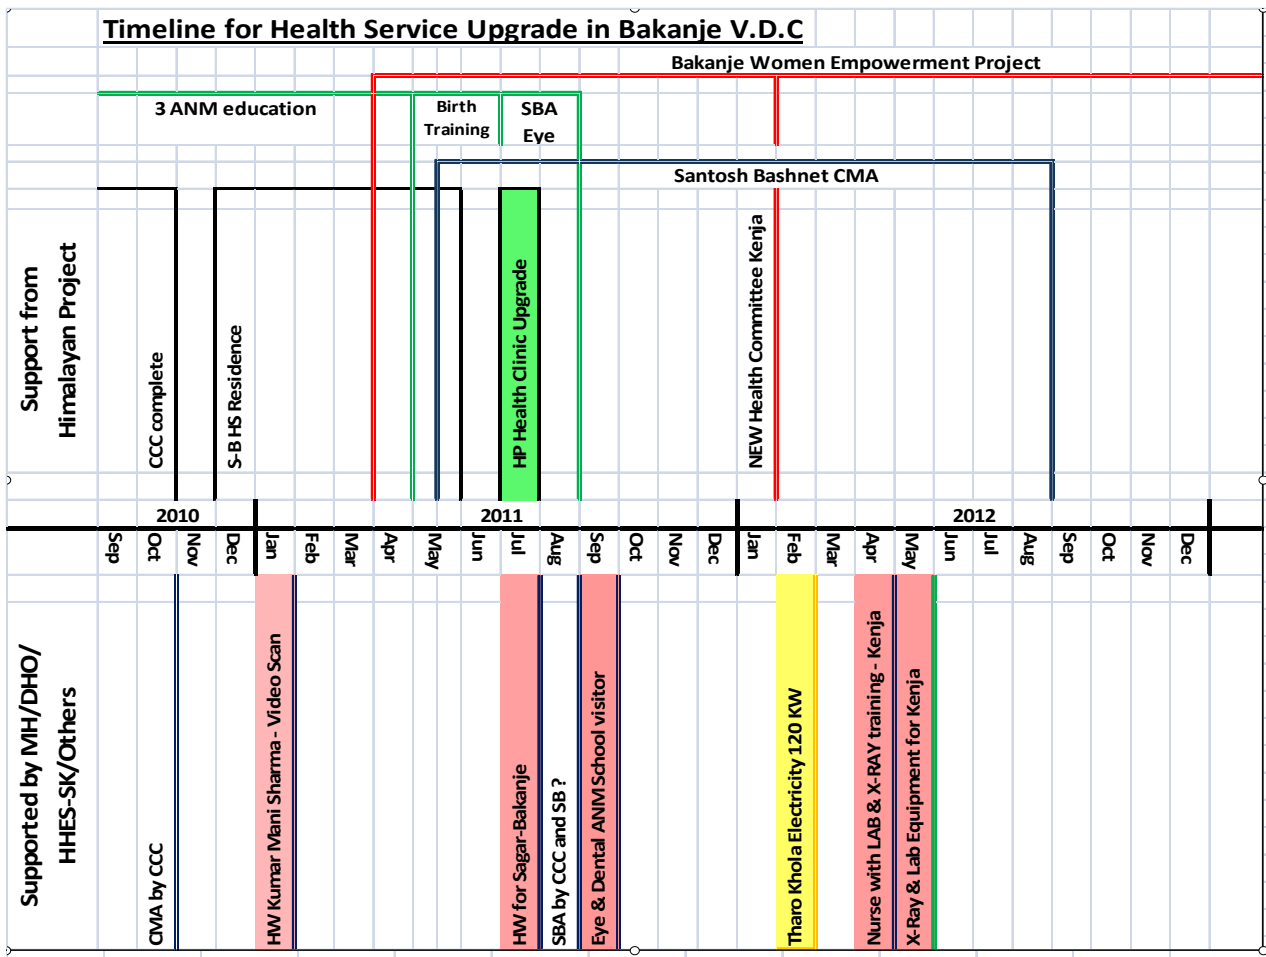 Timeline for Health Service Upgrade in Bakanje V.D.C
Bakanje Women Empowerment Project
3 ANM education
Birth
Training
SBA
Eye
Santosh Bashnet CMA
Support from
Himalayan Project
CCC complete
S-B HS Residence
HP Health Clinic Upgrade
NEW Health Committee Kenja
2010
2011
2012
Sep
Oct
Nov
Dec
Jan
Feb
Mar
Apr
May
Jun
Jul
Aug
Sep
Oct
Nov
Dec
Jan
Feb
Mar
Apr
May
Jun
Jul
Aug
Sep
Oct
Nov
Dec
Supported by MH/DHO/
HHES-SK/Others
CMA by CCC
HW Kumar Mani Sharma - Video Scan
HW for Sagar-Bakanje
SBA by CCC and SB ?
Eye & Dental ANM School visitor
Tharo Khola Electricity 120 KW
Nurse with LAB & X-RAY training - Kenja
X-Ray & Lab Equipment for Kenja